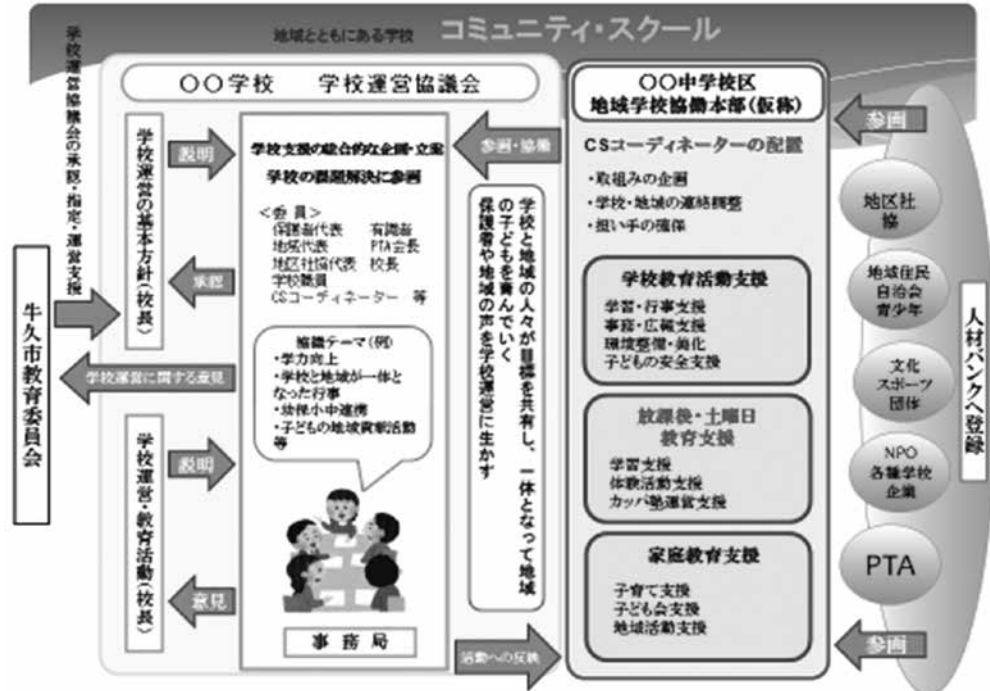 地域とともにある学校
コミュニティ・スクール
学校運営協議会の承認・指定・運営支援
牛久市教育委員会
〇〇学校 学校運営協議会
学校運営の基本方針(校長)
説明
承認
学校運営に関する意見
学校運営・教育活動(校長)
説明
意見
学校支援の総合的な企画・立案
学校の課題解決に参画
<委員>
保護者代表 有識者
地域代表 PTA会長
地区社協代表 校長
学校職員
CSコーディネーター 等
組織テーマ(例)
・学力向上
・学校と地域が一体と
なった行事
・幼保小中連携
・子どもの地域貢献活動
等
事務局
参画・協働
学校と地域の人々が目標を共有し、一体となって地域
の子どもを育んでいく
保護者や地域の声を学校運営に生かす
活動への反映
〇〇中学校区
地域学校協働本部(仮称)
CSコーディネーターの配置
・取組みの企画
・学校・地域の連絡調整
・担い手の確保
学校教育活動支援
学習・行事支援
事務・広報支援
環境整備・美化
子どもの安全支援
放課後・土曜日
教育支援
学習支援
体験活動支援
カッパ塾運営支援
家庭教育支援
子育て支援
子ども会支援
地域活動支援
参画
地区社
協
地域住民
自治会
青少年
文化
スポーツ
団体
NPO
各種学校
企業
PTA
参画
人材バンクへ登録